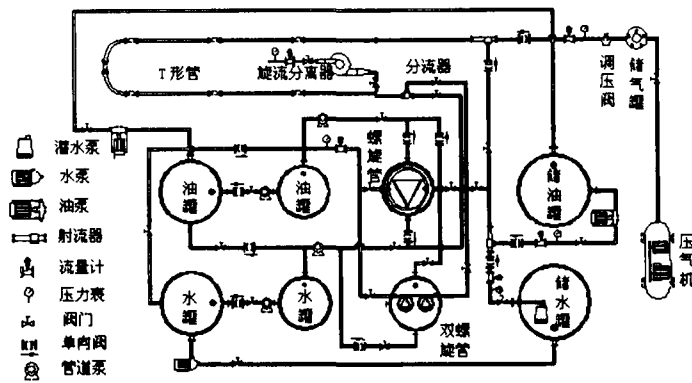 T形管
旋流分离器
分流器
调压阀
储气罐
潜水泵
水泵
油泵
射流器
流量计
压力表
阀门
单向阀
管道泵
油罐
油罐
螺旋管
储油罐
水罐
水罐
双螺旋管
储水罐
压气机